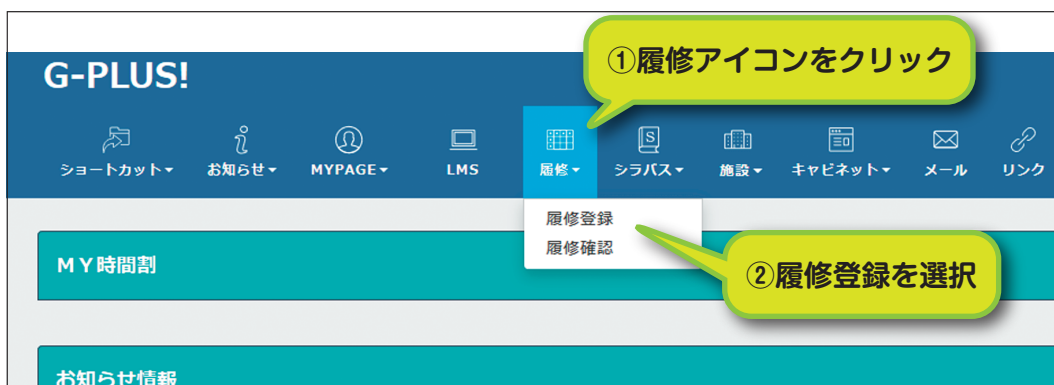 G-PLUS!
①履修アイコンをクリック
ショートカット
お知らせ
MYPAGE
LMS
履修
シラバス
施設
キャビネット
メール
リンク
履修登録
履修確認
②履修登録を選択
MY時間割
お知らせ情報